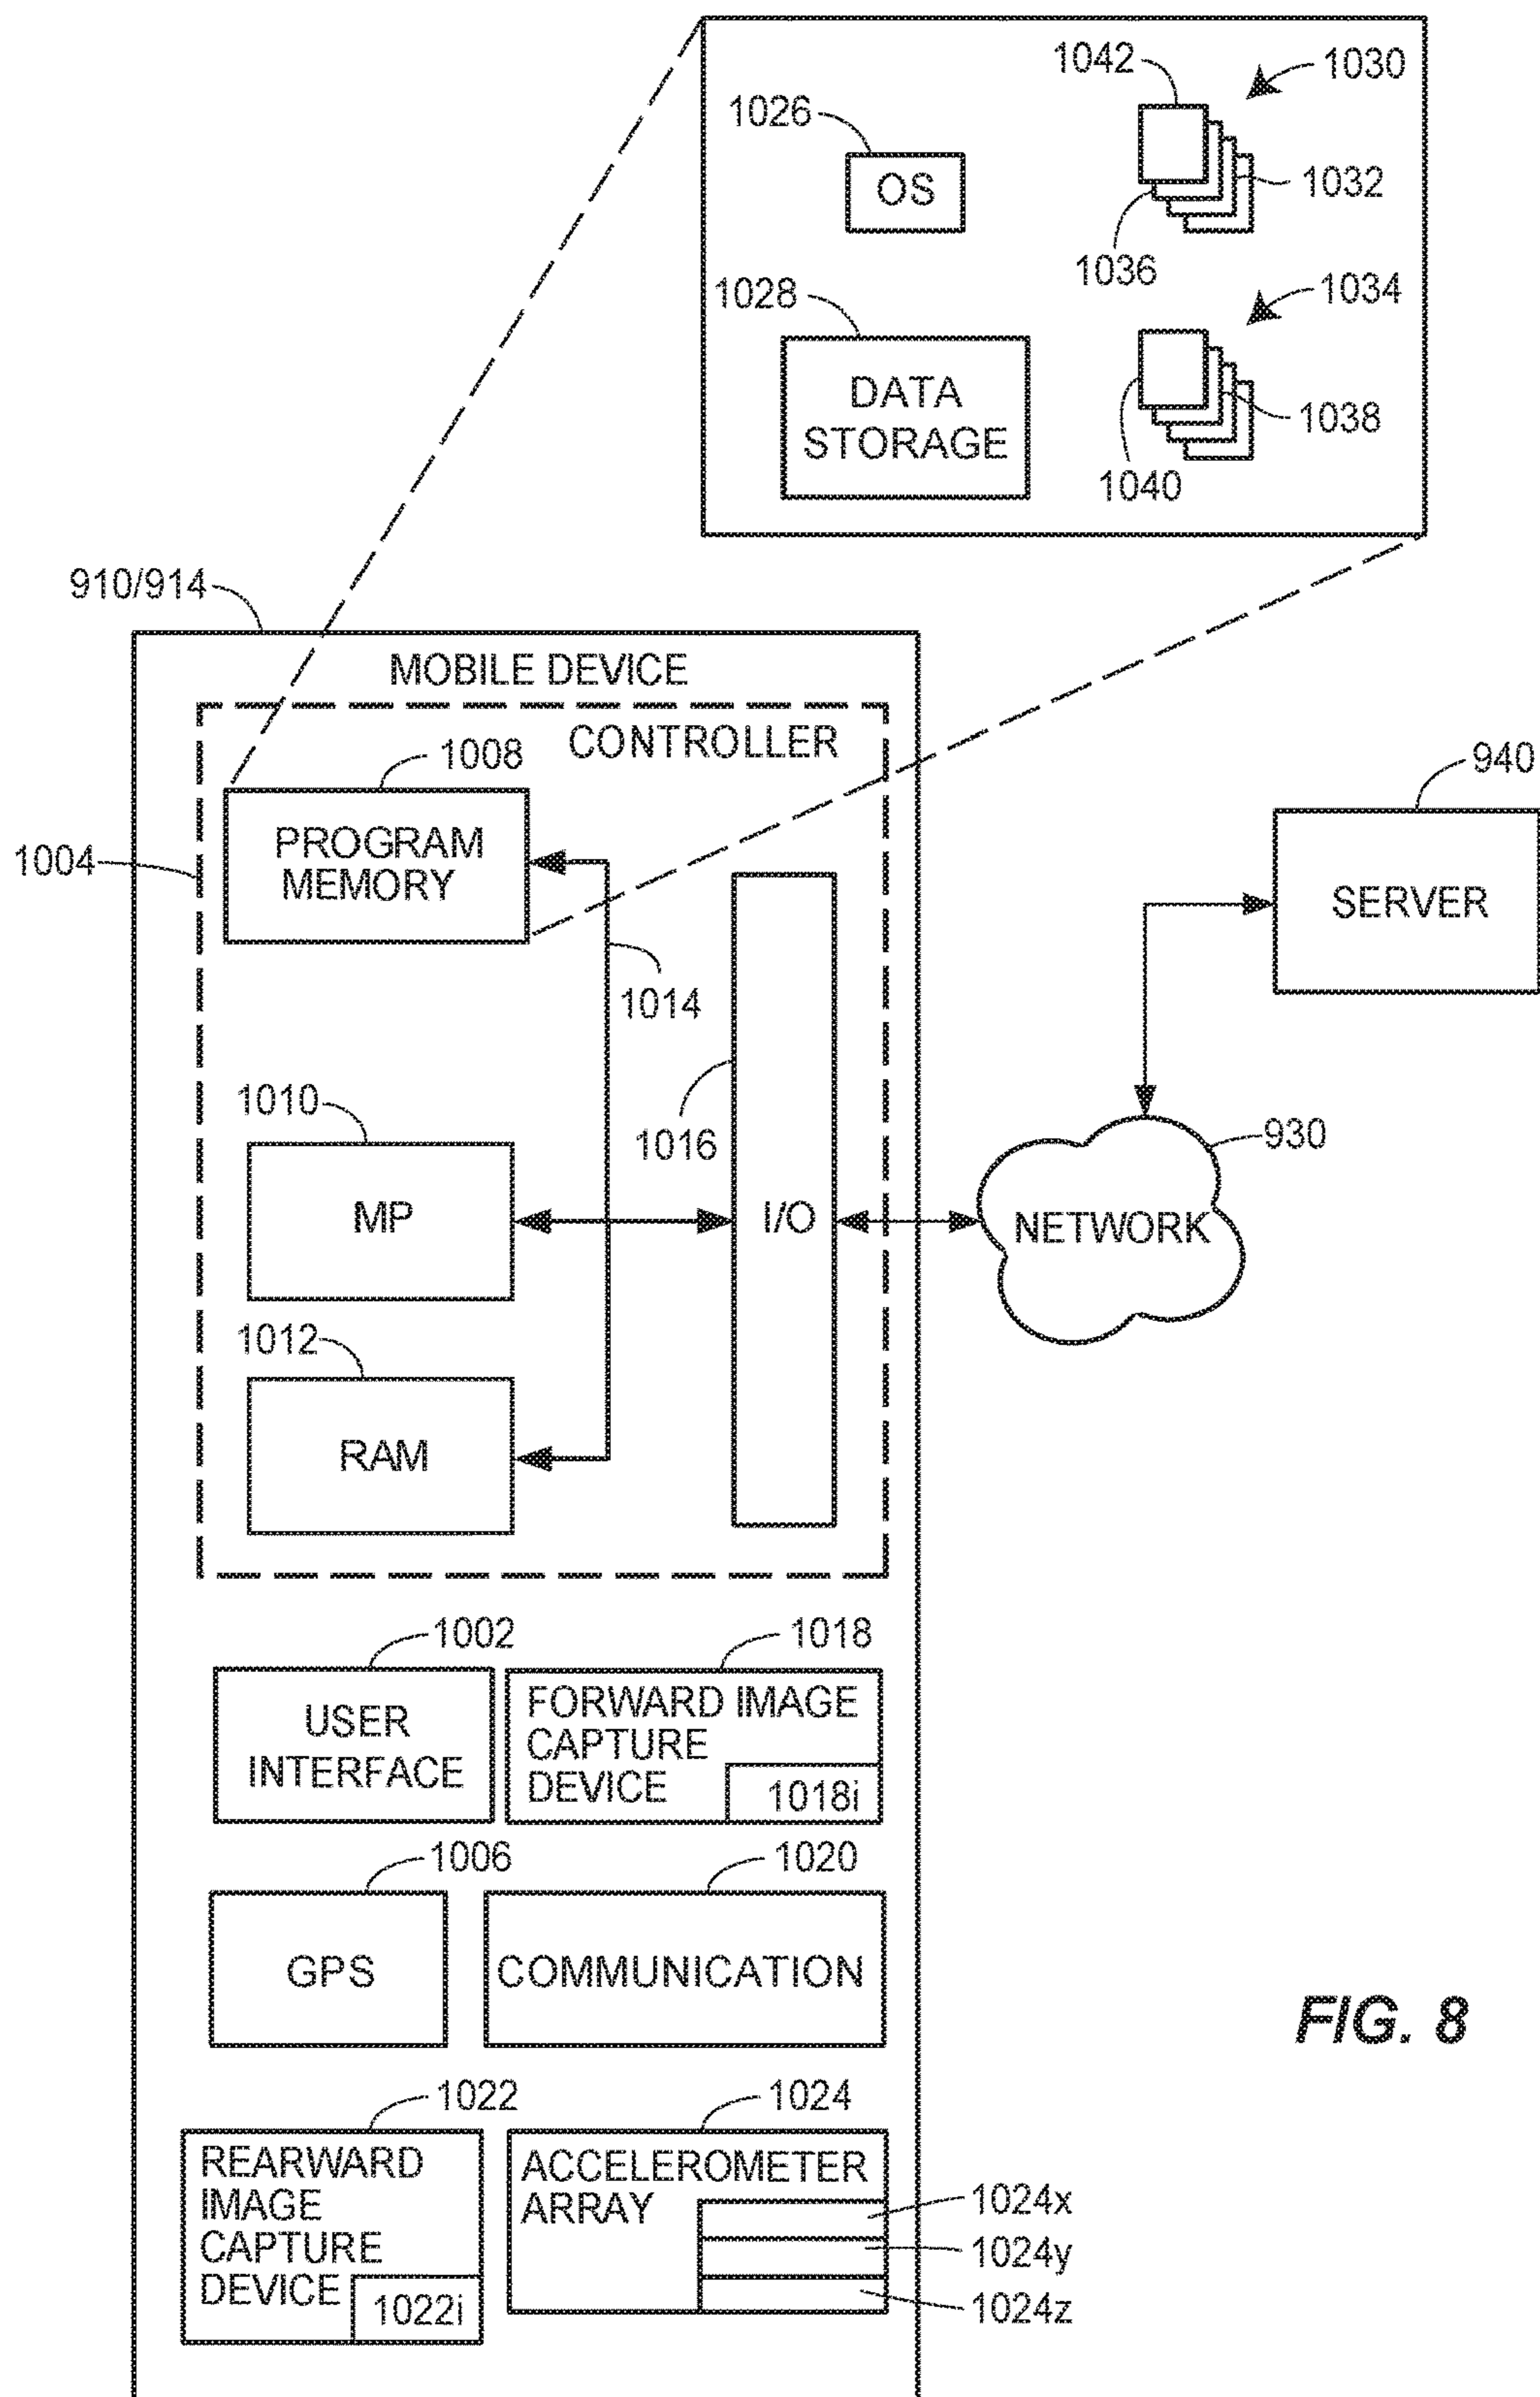 1042
1030
1026
OS
1032
1036
1028
1034
DATA
STORAGE
1038
1040
910/914
MOBILE DEVICE
CONTROLLER
1008
940
PROGRAM
MEMORY
1004
SERVER
1014
1010
1016
930
MP
I/O
NETWORK
1012
RAM
1002
1018
USER
INTERFACE
FORWARD IMAGE
CAPTURE
DEVICE
1018i
1006
1020
GPS
COMMUNICATION
FIG. 8
1022
1024
REARWARD
IMAGE
CAPTURE
DEVICE
1022i
ACCELEROMETER
ARRAY
1024x
1024y
1024z